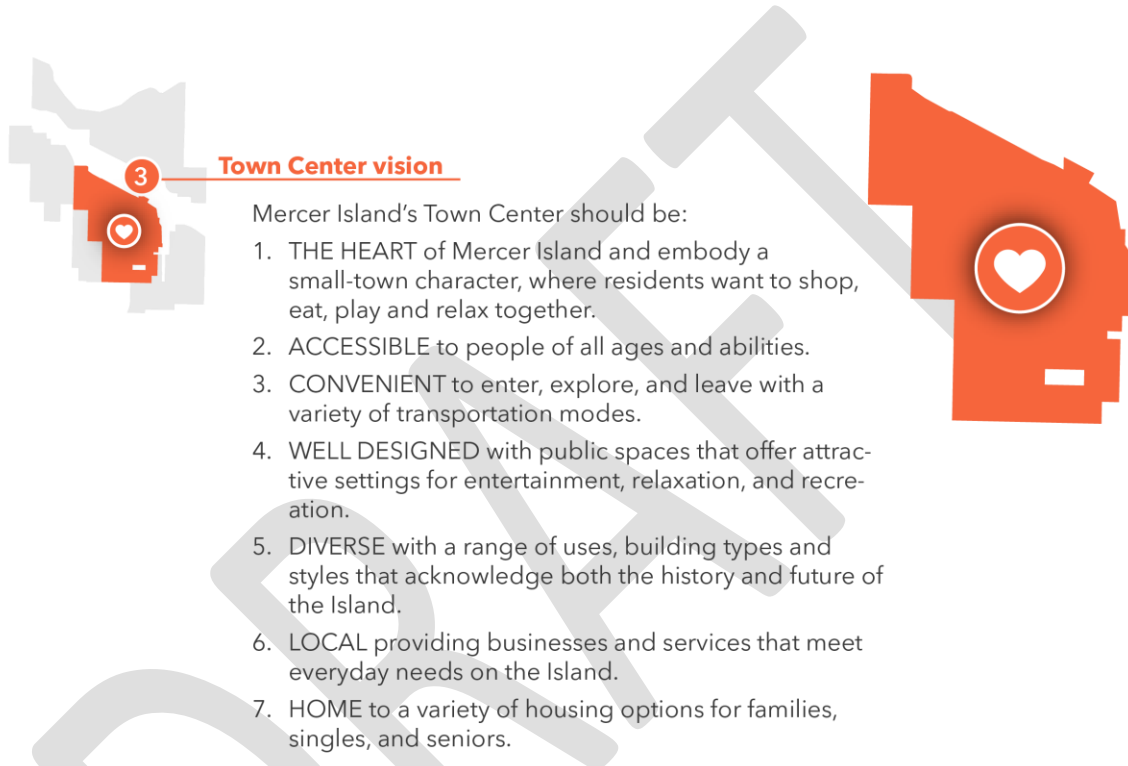 3
Town Center vision
Mercer Island's Town Center should be:
1. THE HEART of Mercer Island and embody a
small-town character, where residents want to shop,
eat, play and relax together.
2. ACCESSIBLE to people of all ages and abilities.
3. CONVENIENT to enter, explore, and leave with a
variety of transportation modes.
4. WELL DESIGNED with public spaces that offer attrac-
tive settings for entertainment, relaxation, and recre-
ation.
5. DIVERSE with a range of uses, building types and
styles that acknowledge both the history and future of
the Island.
6. LOCAL providing businesses and services that meet
everyday needs on the Island.
7. HOME to a variety of housing options for families,
singles, and seniors.
DRAFT